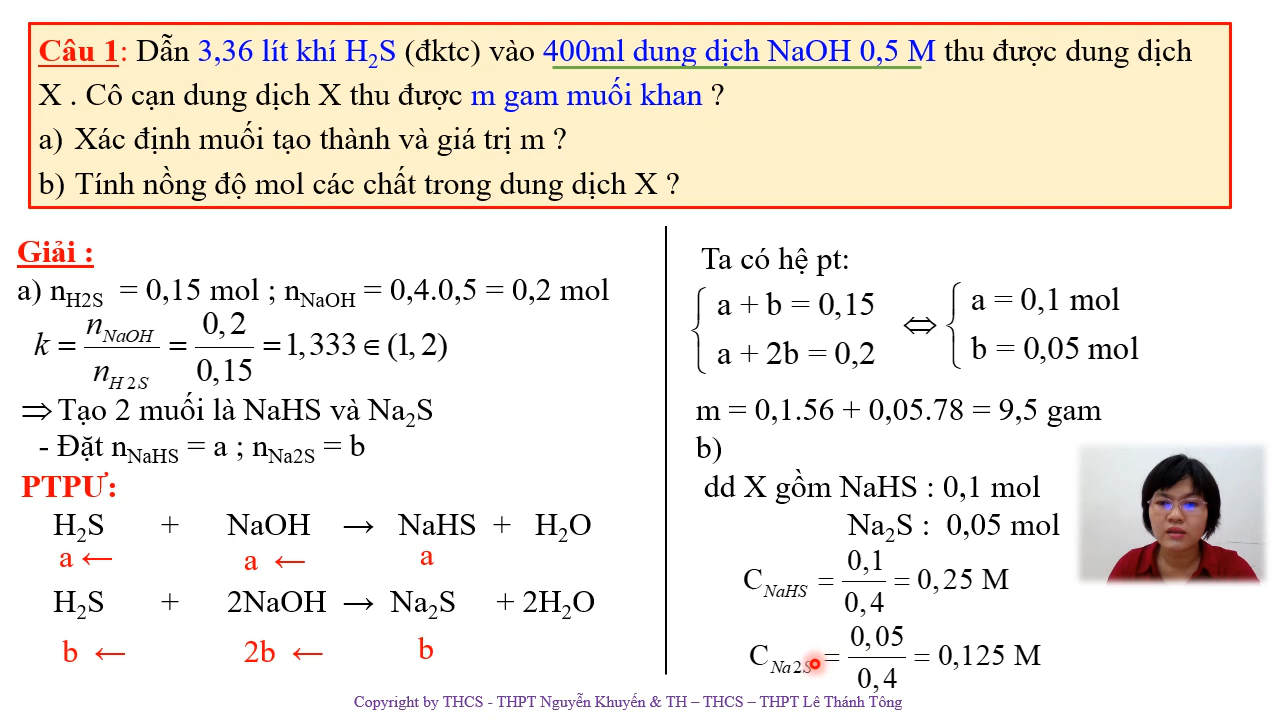 Câu 1: Dẫn 3,36 lít khí H₂S (đktc) vào 400ml dung dịch NaOH 0,5 M thu được dung dịch
X . Cô cạn dung dịch X thu được m gam muối khan ?
a) Xác định muối tạo thành và giá trị m ?
b) Tính nồng độ mol các chất trong dung dịch X ?
Giải :
a) nH2S = 0,15 mol ; nNaOH = 0,4.0,5 = 0,2 mol
k = nNaOH / nH2S = 0,2 / 0,15 = 1,333 ∈ (1, 2)
⇒ Tạo 2 muối là NaHS và Na₂S
- Đặt nNaHS = a ; nNa2S = b
PTPƯ:
H₂S + NaOH → NaHS + H₂O
a ← a ← a
H₂S + 2NaOH → Na₂S + 2H₂O
b ← 2b ← b
Ta có hệ pt:
{ a + b = 0,15 ⇔ { a = 0,1 mol
a + 2b = 0,2 b = 0,05 mol
m = 0,1.56 + 0,05.78 = 9,5 gam
b)
dd X gồm NaHS : 0,1 mol
Na₂S : 0,05 mol
CNaHS = 0,1 / 0,4 = 0,25 M
CNa2S = 0,05 / 0,4 = 0,125 M
Copyright by THCS - THPT Nguyễn Khuyến & TH – THCS – THPT Lê Thánh Tông